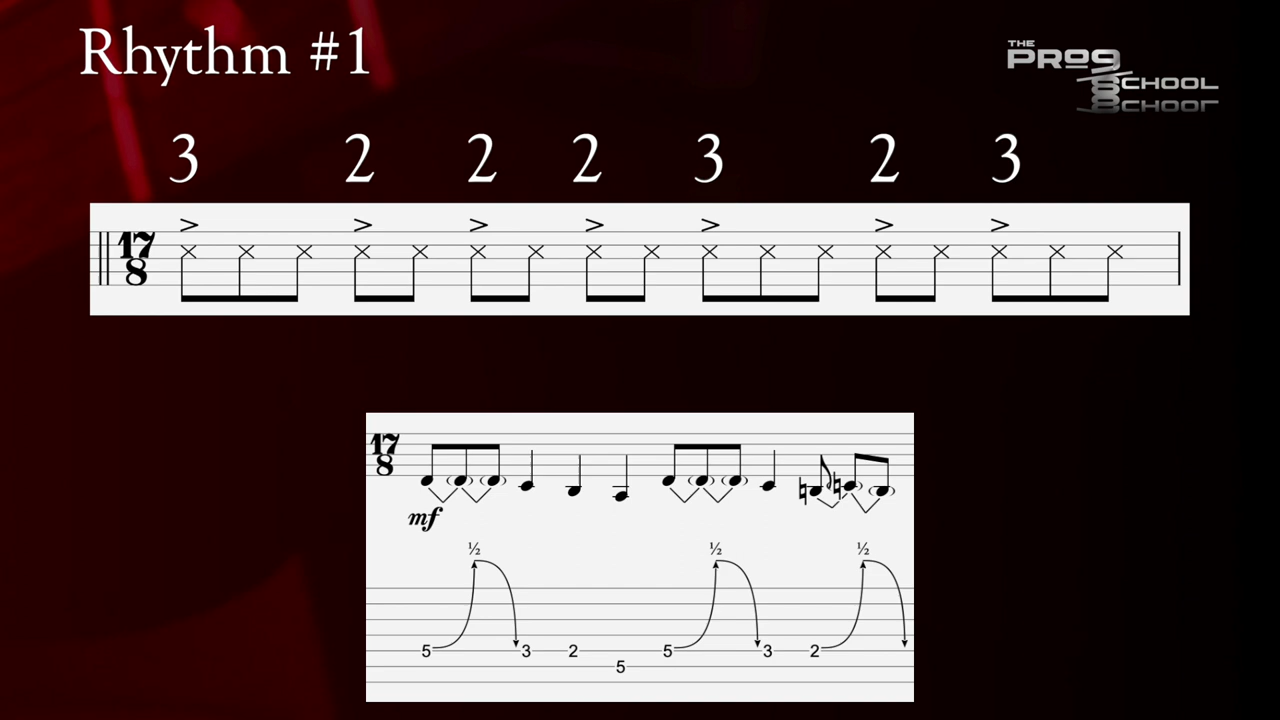 Rhythm #1
THE
PROG
SCHOOL
3 2 2 2 3 2 3
17
8
17
8
mf
½ ½ ½
5 3 2 5 3 2
5